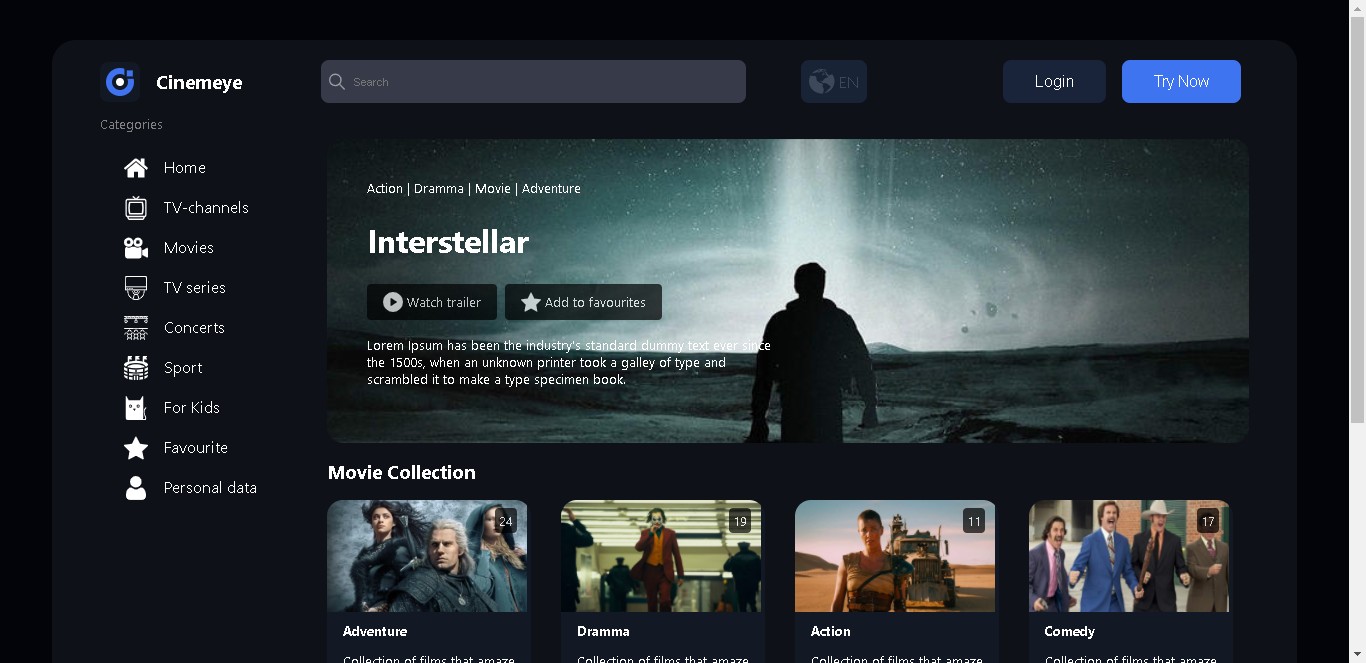 Cinemeye
Search
EN
Login
Try Now
Categories
Home
TV-channels
Movies
TV series
Concerts
Sport
For Kids
Favourite
Personal data
Action | Dramma | Movie | Adventure
Interstellar
Watch trailer
Add to favourites
Lorem Ipsum has been the industry's standard dummy text ever since
the 1500s, when an unknown printer took a galley of type and
scrambled it to make a type specimen book.
Movie Collection
24
Adventure
Collection of films that amaze
19
Dramma
Collection of films that amaze
11
Action
Collection of films that amaze
17
Comedy
Collection of films that amaze